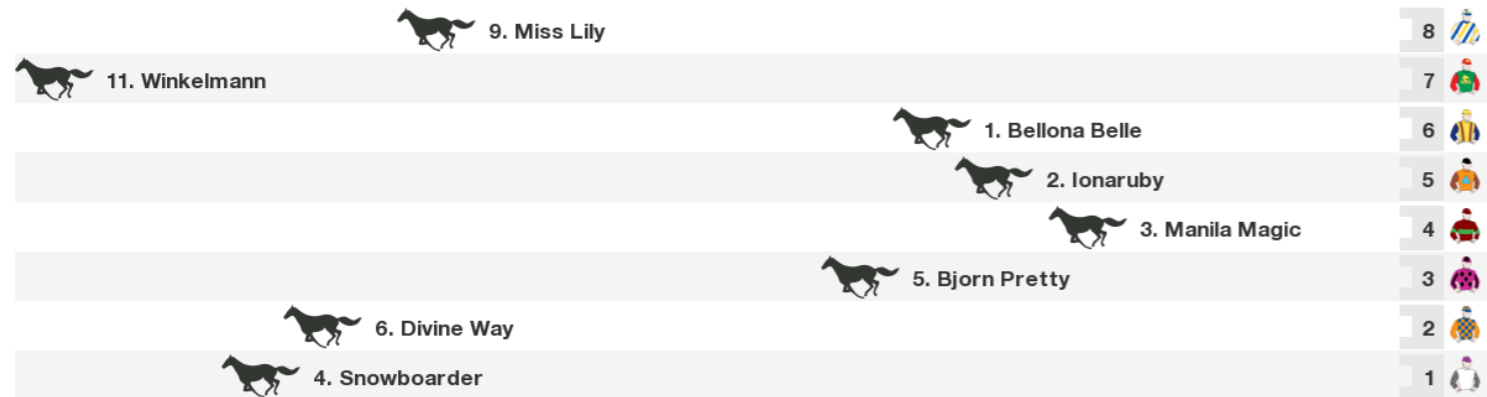 9. Miss Lily 8
11. Winkelmann 7
1. Bellona Belle 6
2. Ionaruby 5
3. Manila Magic 4
5. Bjorn Pretty 3
6. Divine Way 2
4. Snowboarder 1